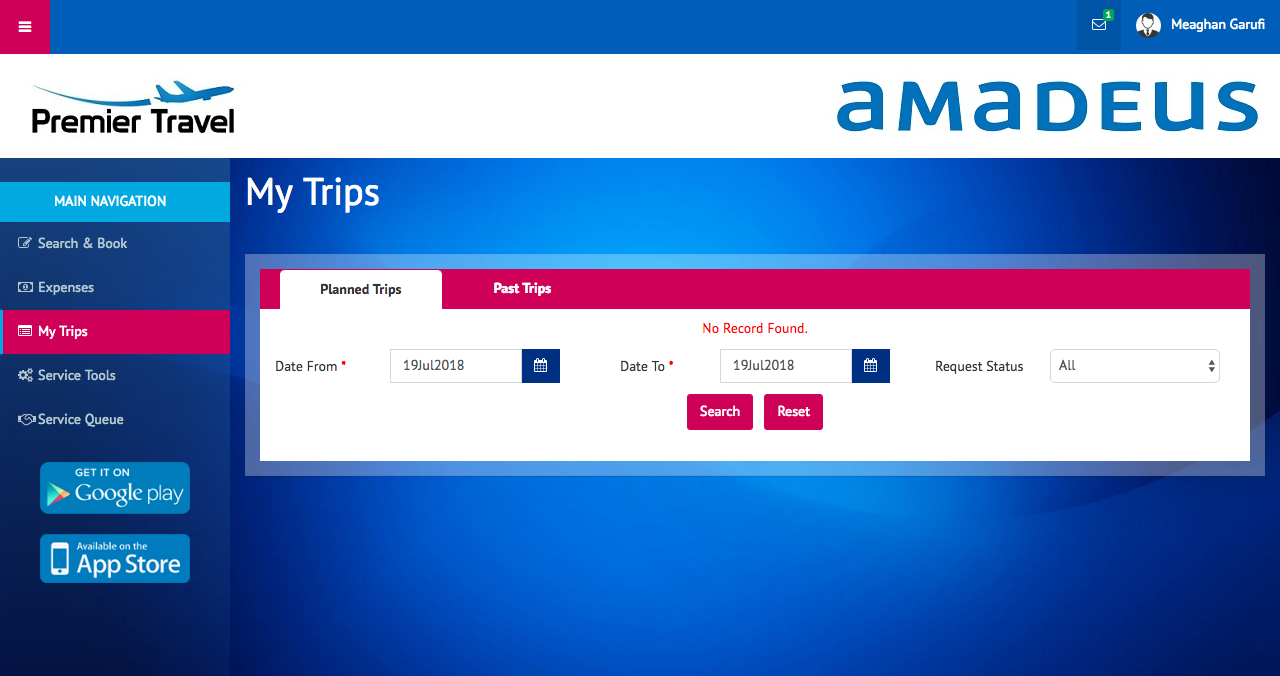 1
Meaghan Garufi
Premier Travel
amadeus
MAIN NAVIGATION
Search & Book
Expenses
My Trips
Service Tools
Service Queue
GET IT ON
Google play
Available on the
App Store
My Trips
Planned Trips
Past Trips
No Record Found.
Date From *
19Jul2018
Date To *
19Jul2018
Request Status
All
Search
Reset